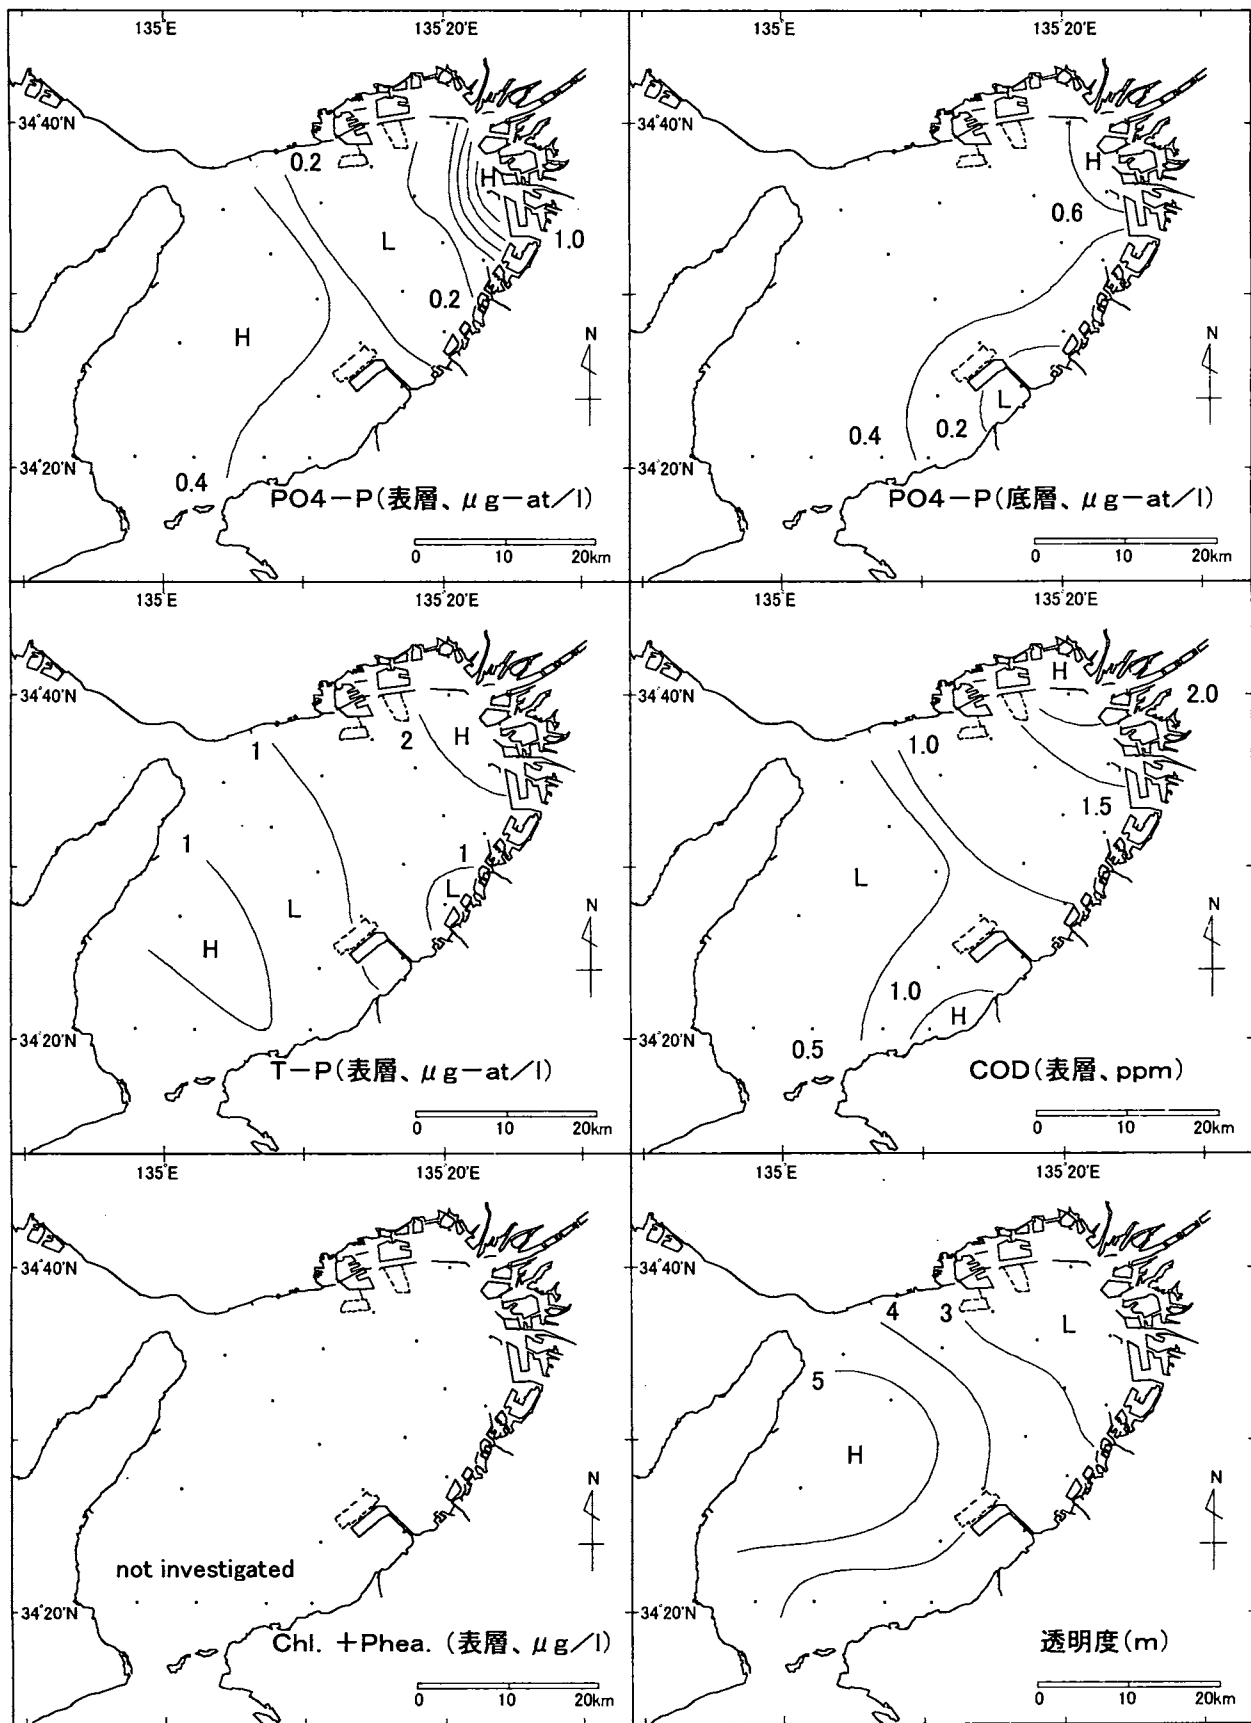 135°E 135°20'E
34°40'N
0.2
H
L
1.0
0.2
H
N
34°20'N
0.4
PO4-P(表層、μg-at/l)
0 10 20km
135°E 135°20'E
34°40'N
H
0.6
N
L
0.4 0.2
34°20'N
PO4-P(底層、μg-at/l)
0 10 20km
135°E 135°20'E
34°40'N
1 2 H
1 1
L
L
H
N
34°20'N
T-P(表層、μg-at/l)
0 10 20km
135°E 135°20'E
34°40'N
H
2.0
1.0
1.5
L
N
1.0
H
0.5
34°20'N
COD(表層、ppm)
0 10 20km
135°E 135°20'E
34°40'N
N
not investigated
34°20'N
Chl. +Phea. (表層、μg/l)
0 10 20km
135°E 135°20'E
34°40'N
4 3 L
5
H
N
34°20'N
透明度(m)
0 10 20km